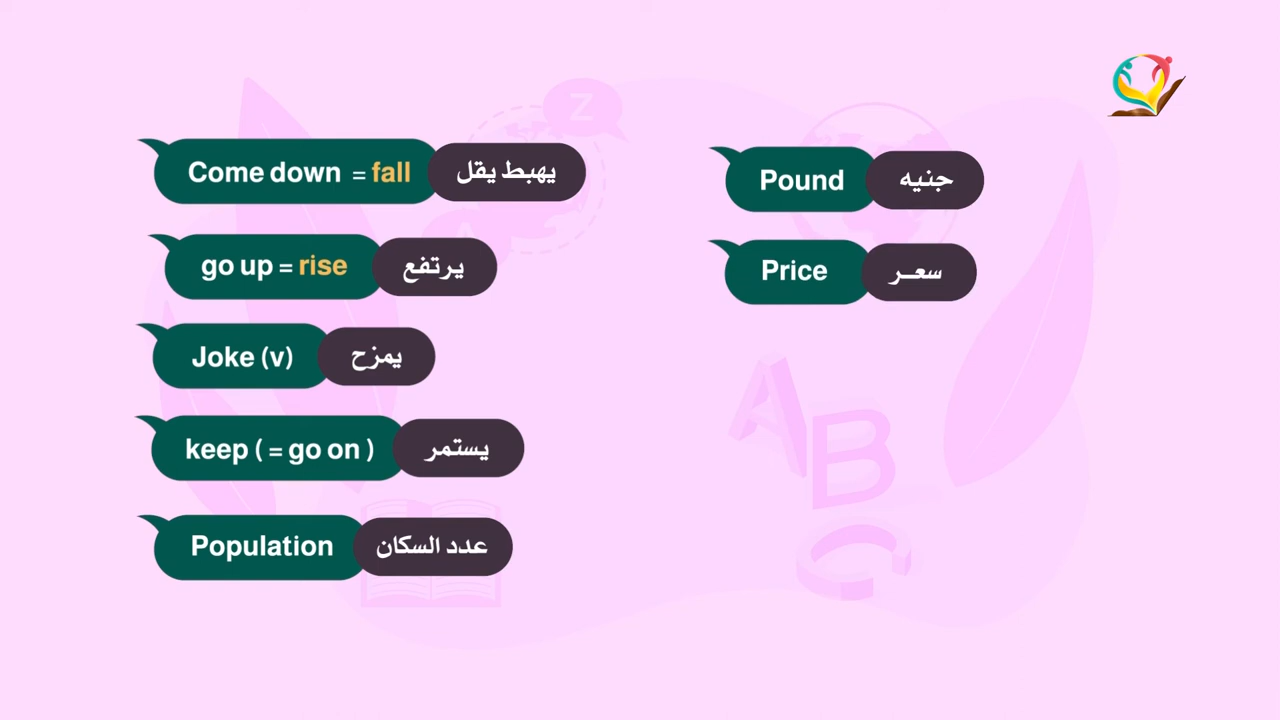 Come down = fall يهبط يقل
go up = rise يرتفع
Joke (v) يمزح
keep ( = go on ) يستمر
Population عدد السكان
Pound جنيه
Price سعـر
Z
A
A
B
C